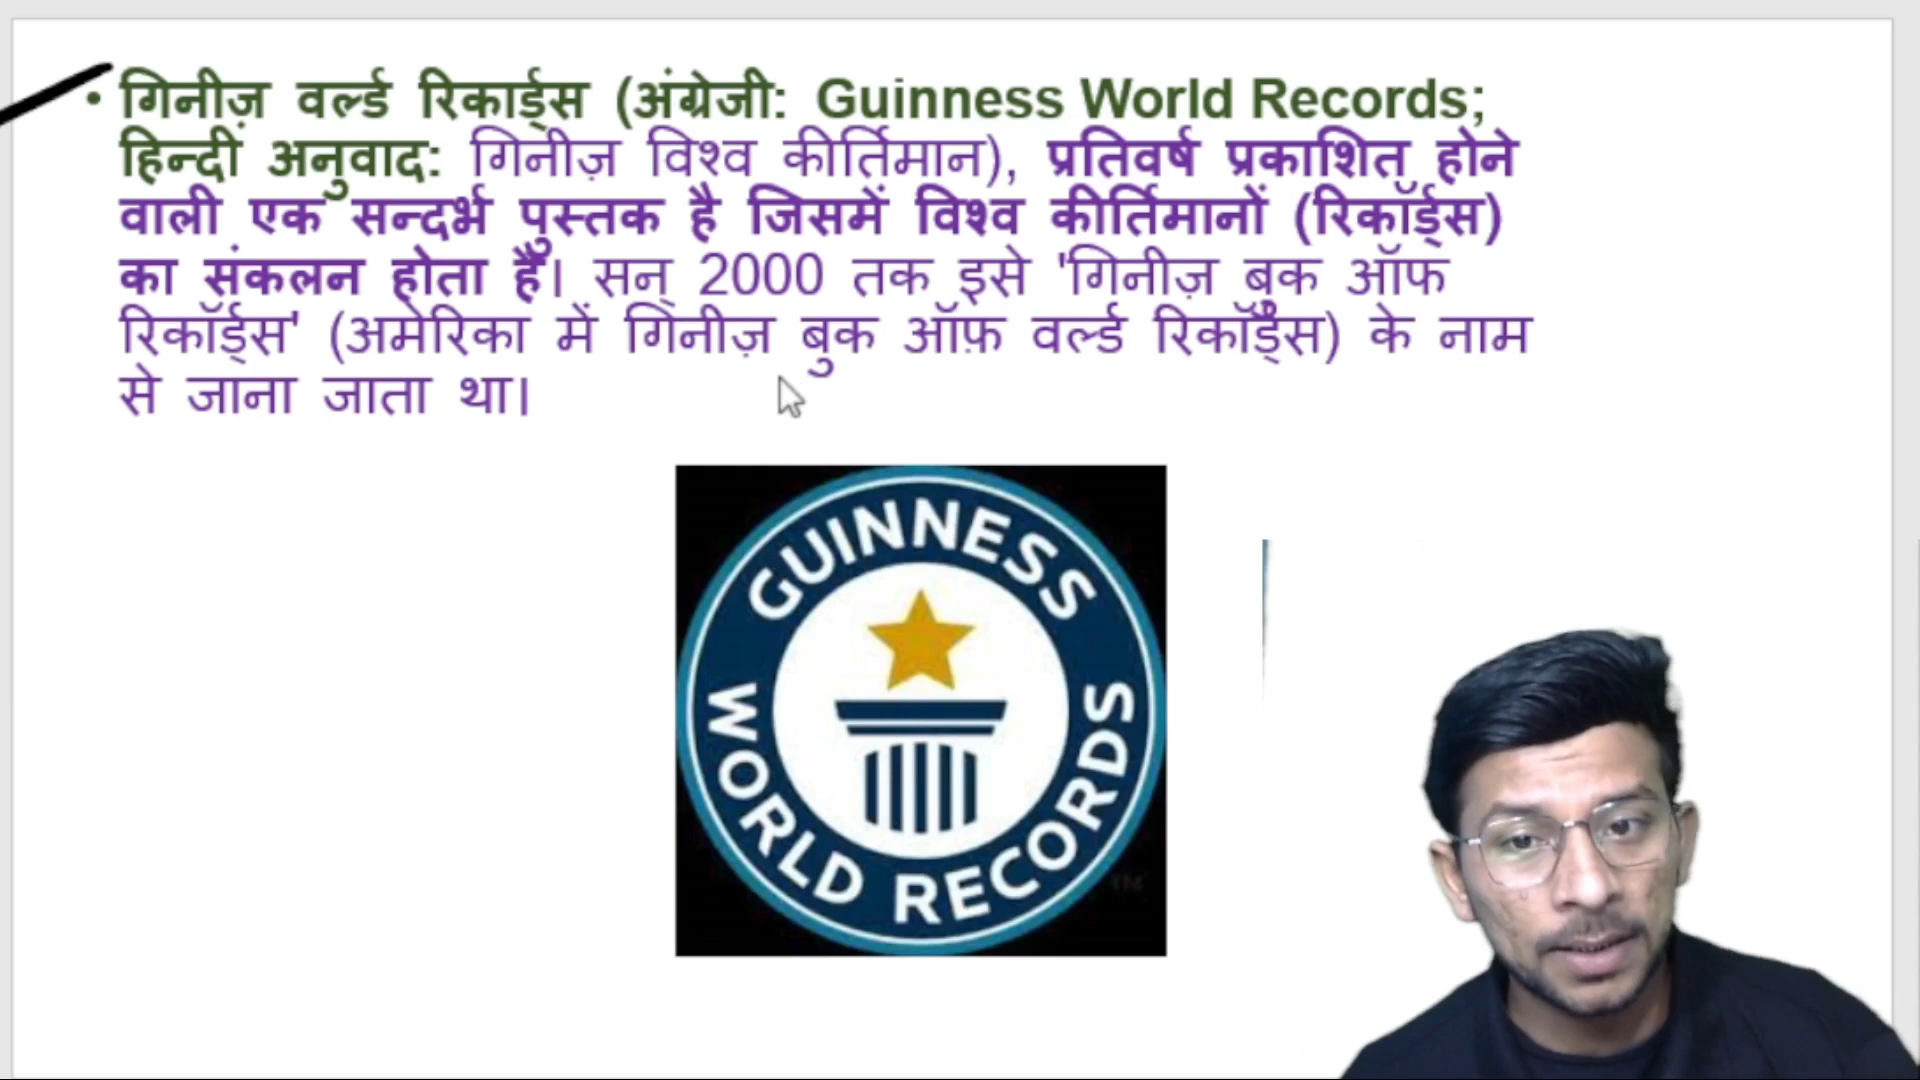 • गिनीज़ वर्ल्ड रिकार्ड्स (अंग्रेजी: Guinness World Records;
हिन्दी अनुवाद: गिनीज़ विश्व कीर्तिमान), प्रतिवर्ष प्रकाशित होने
वाली एक सन्दर्भ पुस्तक है जिसमें विश्व कीर्तिमानों (रिकॉर्ड्स)
का संकलन होता है। सन् 2000 तक इसे 'गिनीज़ बुक ऑफ
रिकॉर्ड्स' (अमेरिका में गिनीज़ बुक ऑफ़ वर्ल्ड रिकॉर्ड्स) के नाम
से जाना जाता था।
GUINNESS
WORLD RECORDS
TM